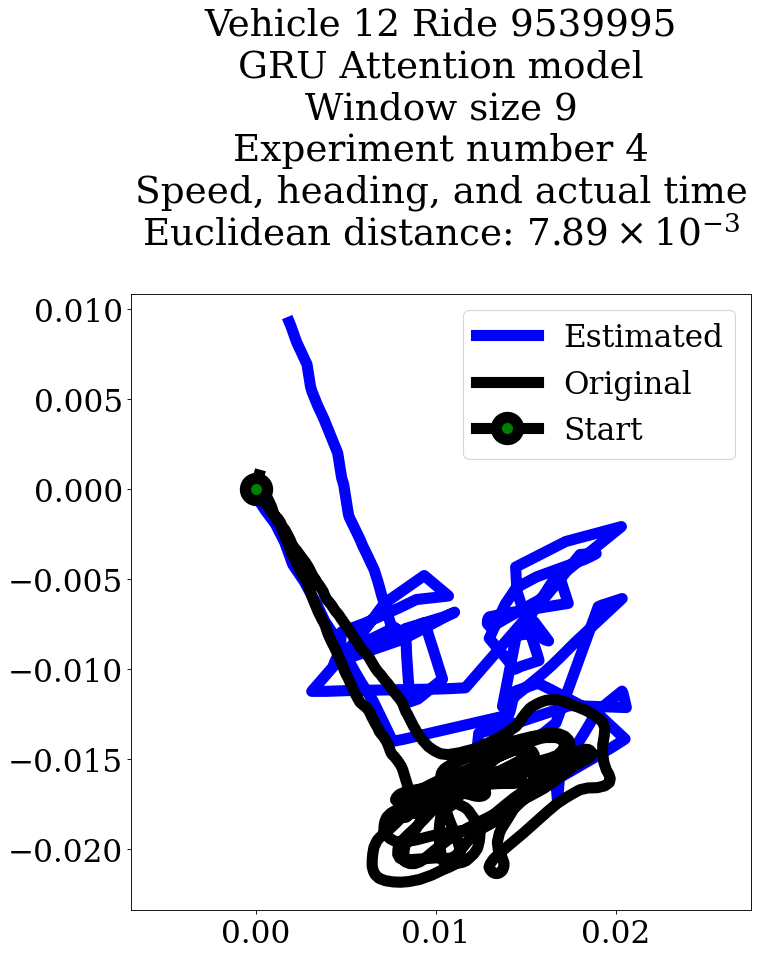 Vehicle 12 Ride 9539995
GRU Attention model
Window size 9
Experiment number 4
Speed, heading, and actual time
Euclidean distance: 7.89 × 10⁻³
Estimated
Original
Start
0.010
0.005
0.000
−0.005
−0.010
−0.015
−0.020
0.00 0.01 0.02